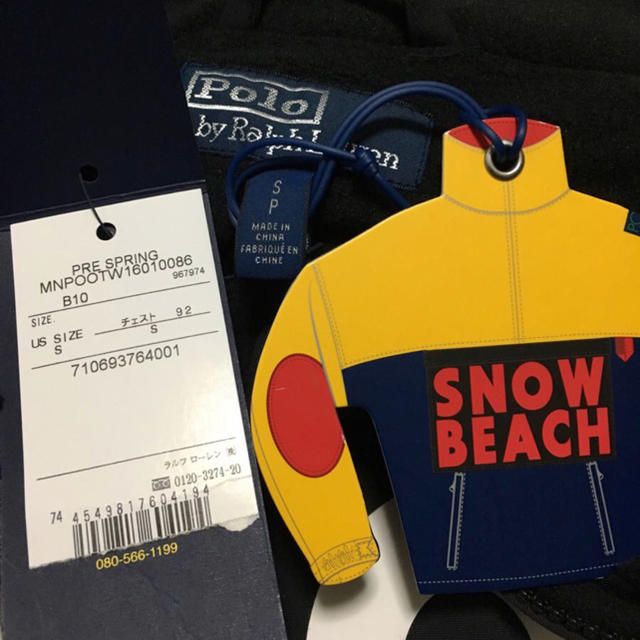 Polo
by Ralph Lauren
S
P
MADE IN
CHINA
FABRIQUÉ EN
CHINE
SNOW
BEACH
PRE SPRING
MNPOOTW16010086
B10 967974
SIZE.
US SIZE チェスト 92
S S
710693764001
ラルフ ローレン
0120-3274-20
74 4549817604194
080-566-1199